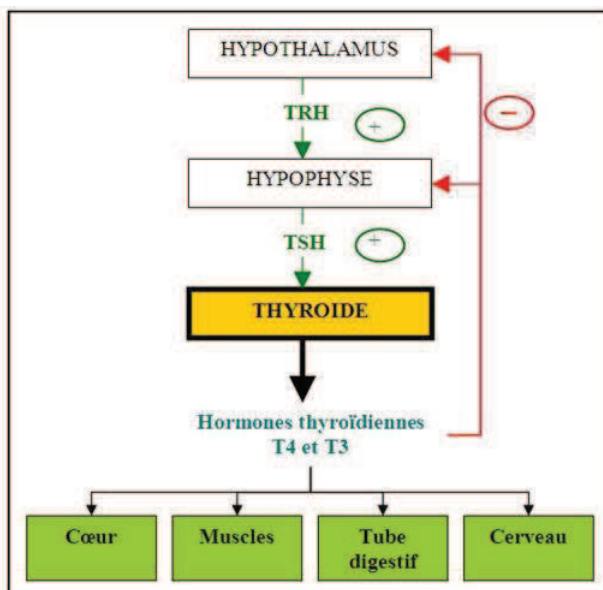 HYPOTHALAMUS
TRH
+
−
HYPOPHYSE
TSH
+
THYROIDE
Hormones thyroïdiennes
T4 et T3
Cœur
Muscles
Tube
digestif
Cerveau